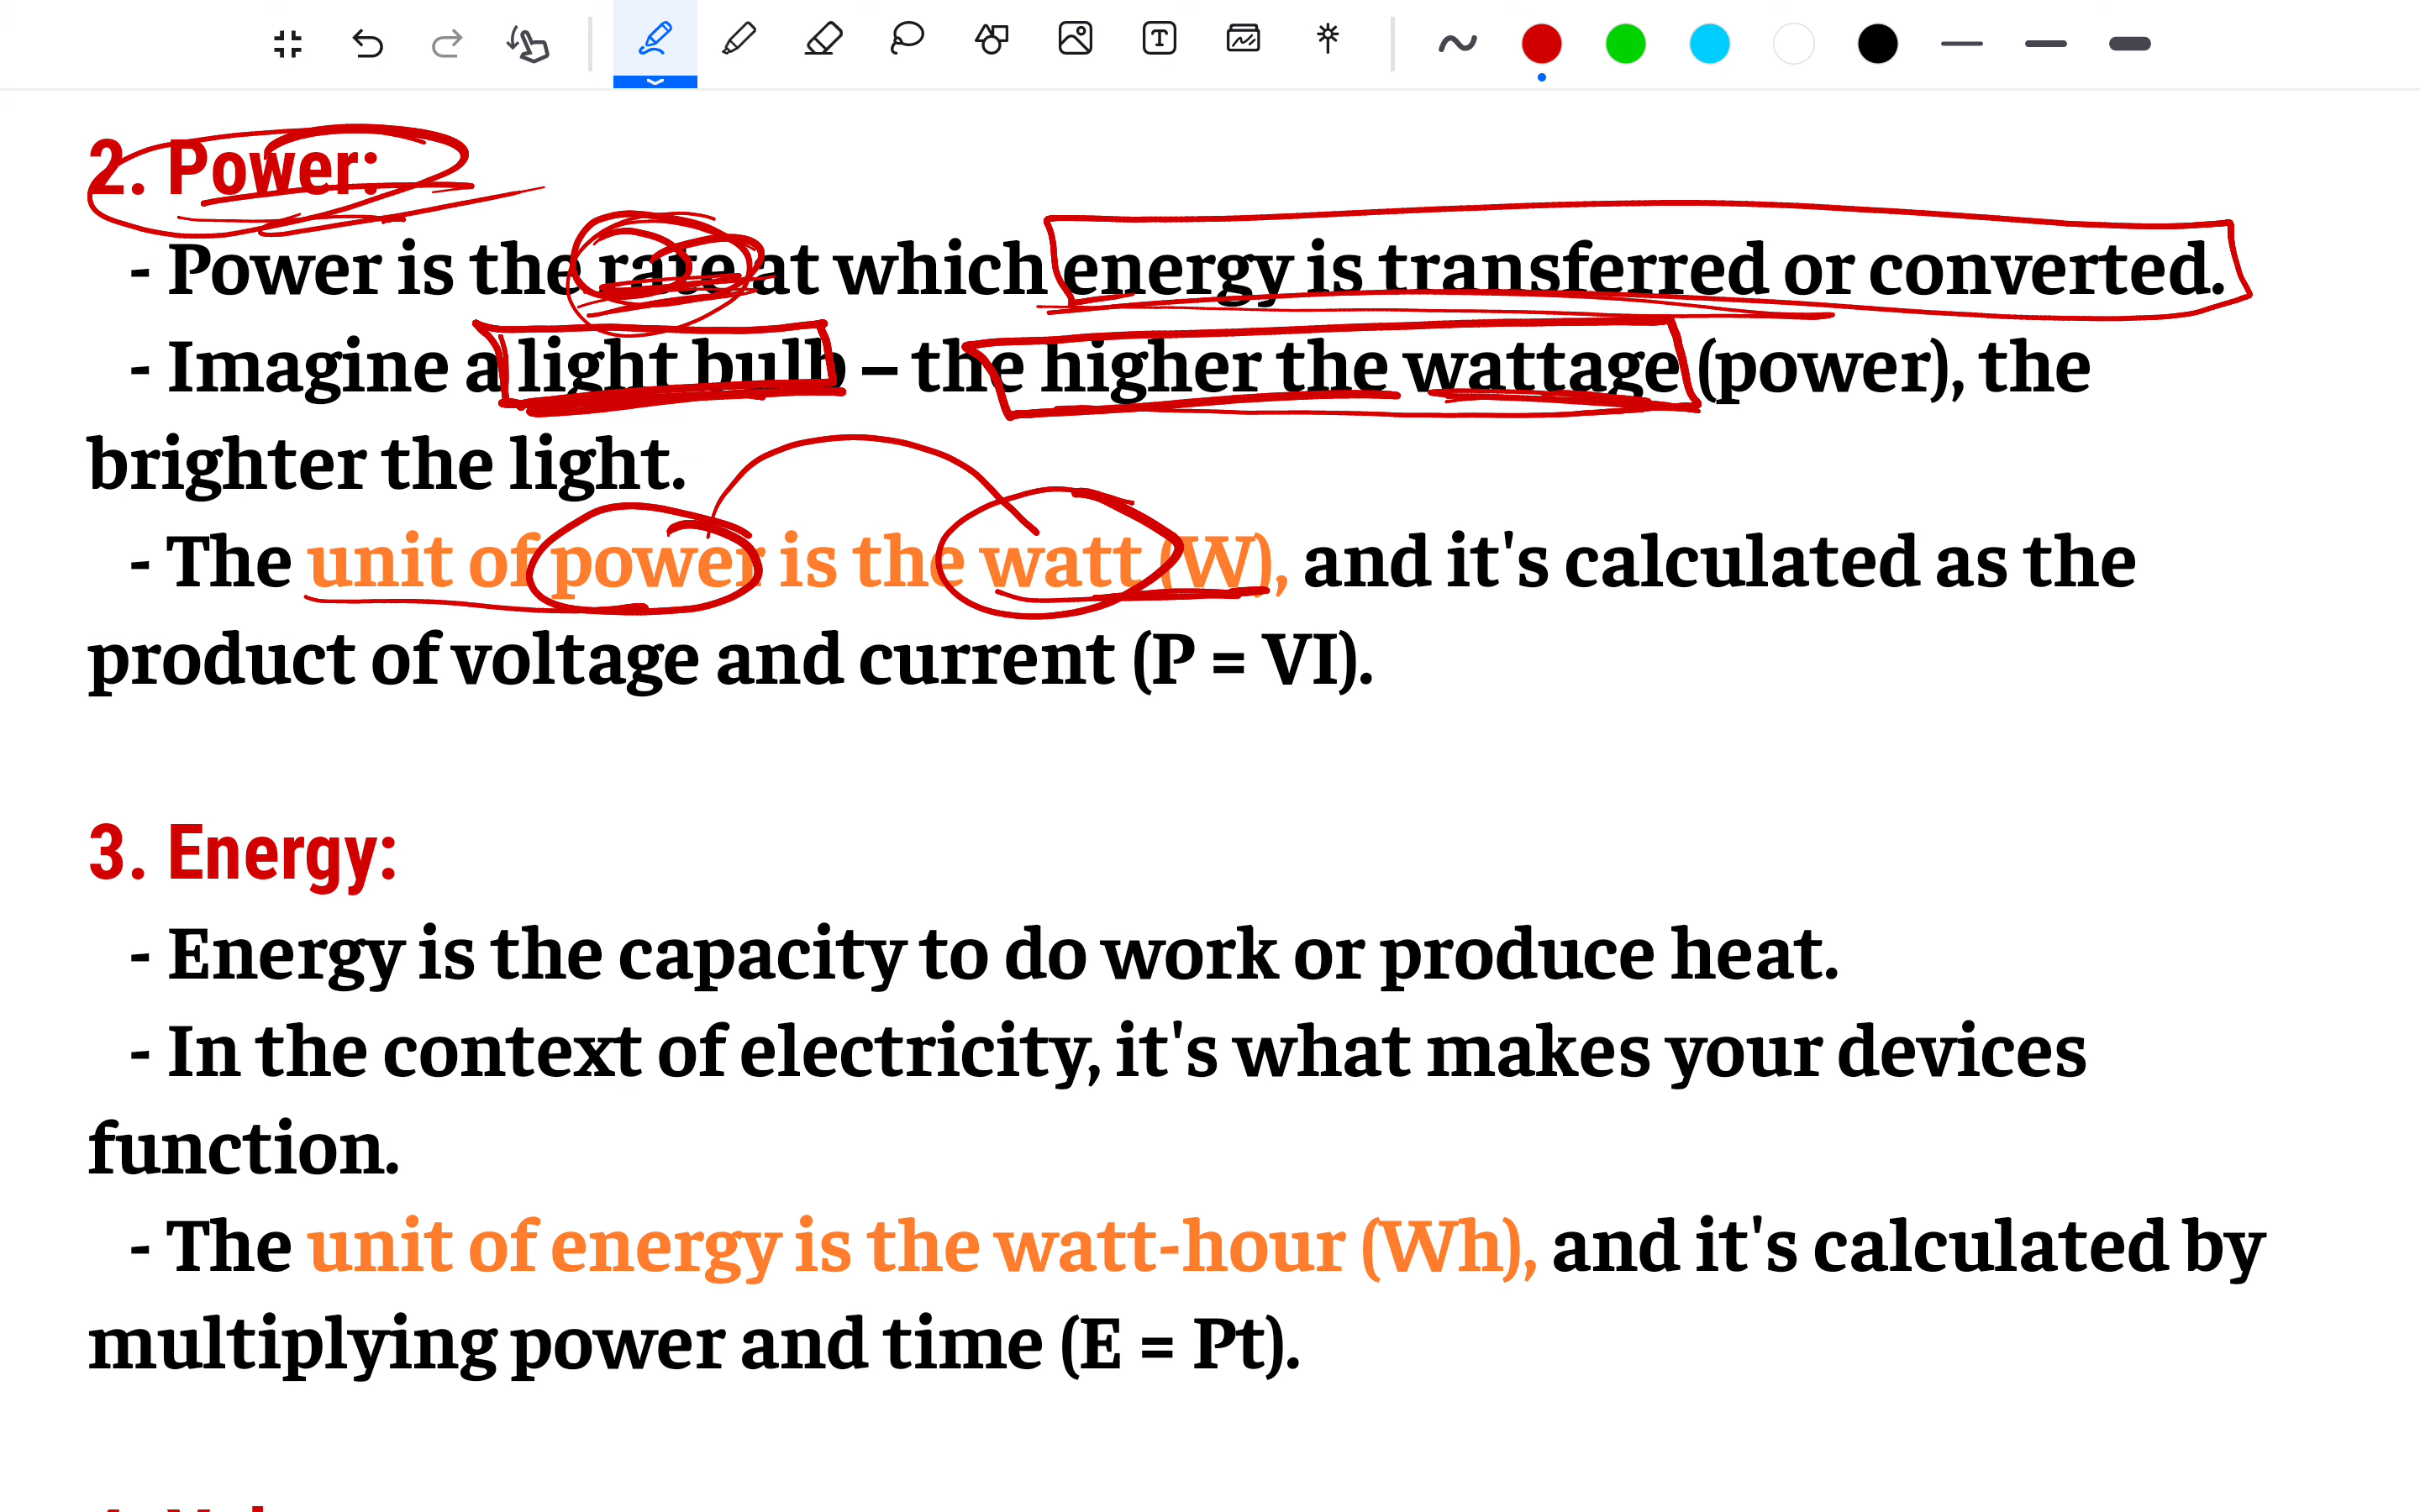 2. Power:
- Power is the rate at which energy is transferred or converted.
- Imagine a light bulb – the higher the wattage (power), the
brighter the light.
- The unit of power is the watt (W), and it's calculated as the
product of voltage and current (P = VI).
3. Energy:
- Energy is the capacity to do work or produce heat.
- In the context of electricity, it's what makes your devices
function.
- The unit of energy is the watt-hour (Wh), and it's calculated by
multiplying power and time (E = Pt).